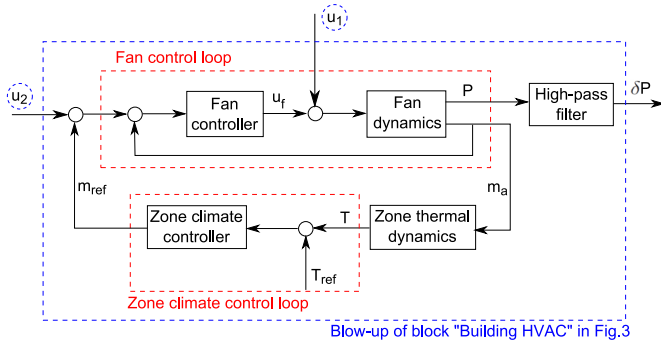 u1
Fan control loop
u2
Fan
controller
uf
Fan
dynamics
P
High-pass
filter
δP
mref
ma
Zone climate
controller
T
Zone thermal
dynamics
Tref
Zone climate control loop
Blow-up of block "Building HVAC" in Fig.3